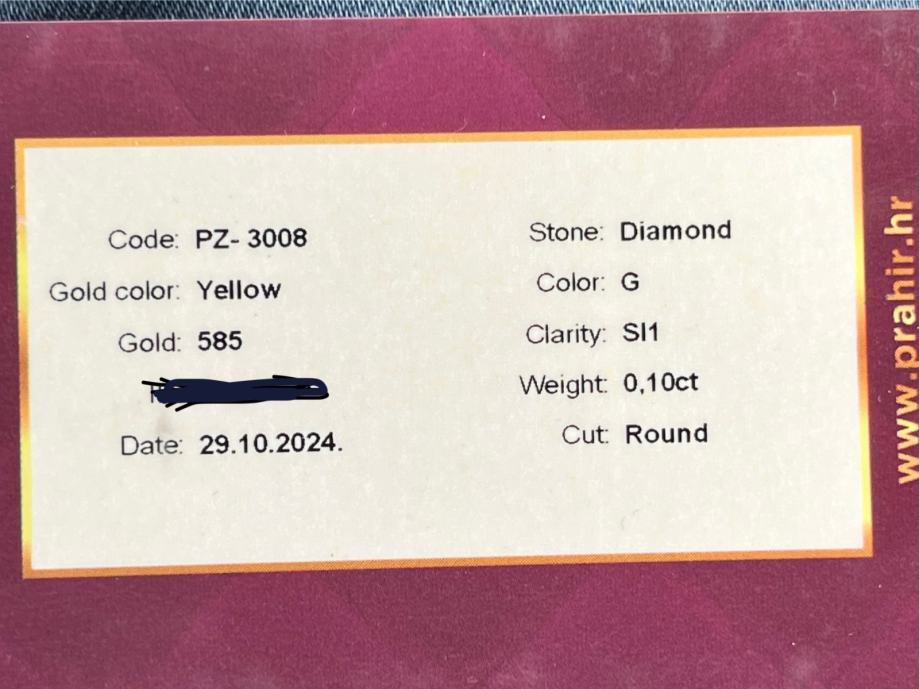 Code: PZ- 3008
Gold color: Yellow
Gold: 585
Date: 29.10.2024.
Stone: Diamond
Color: G
Clarity: SI1
Weight: 0,10ct
Cut: Round
www.prahir.hr